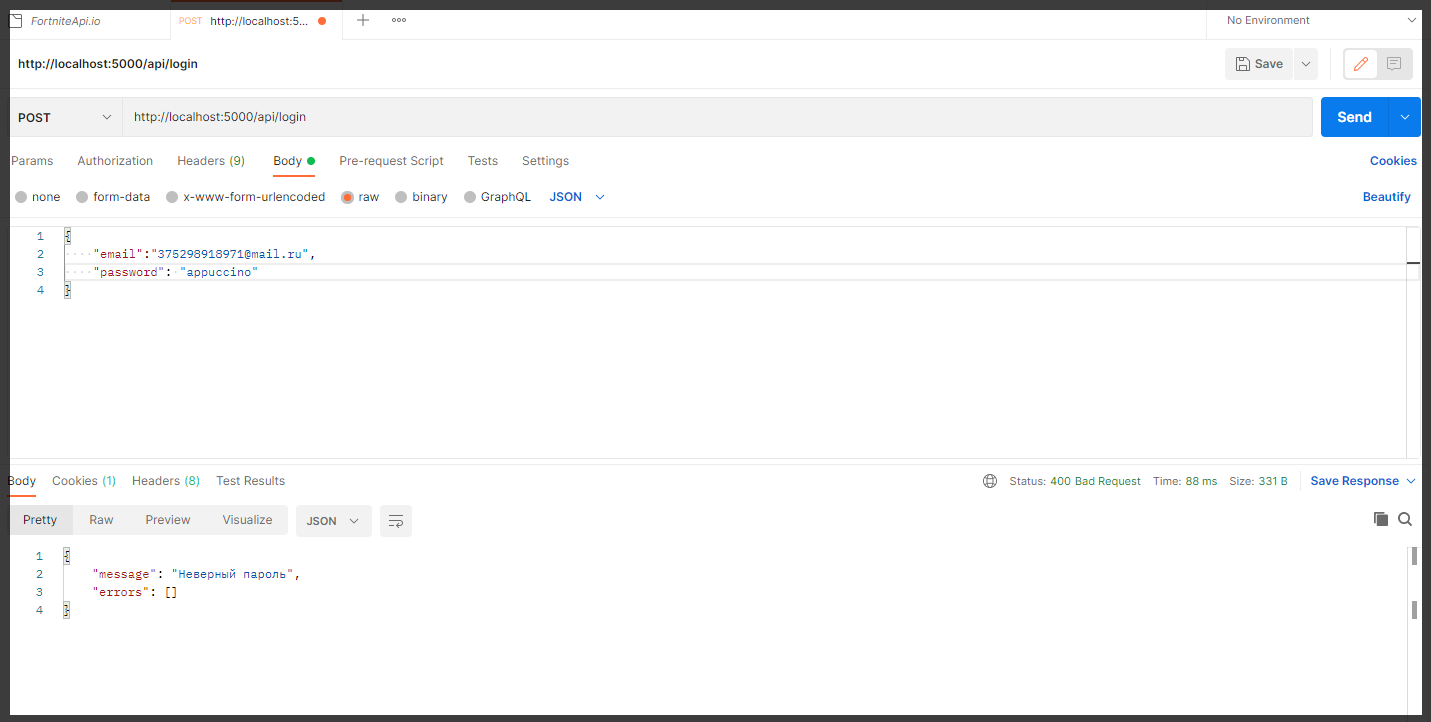 FortniteApi.io
POST http://localhost:5...
No Environment
http://localhost:5000/api/login
Save
POST
http://localhost:5000/api/login
Send
Params Authorization Headers (9) Body Pre-request Script Tests Settings Cookies
none form-data x-www-form-urlencoded raw binary GraphQL JSON Beautify
1 {
2 "email":"375298918971@mail.ru",
3 "password": "appuccino"
4 }
Body Cookies (1) Headers (8) Test Results Status: 400 Bad Request Time: 88 ms Size: 331 B Save Response
Pretty Raw Preview Visualize JSON
1 {
2 "message": "Неверный пароль",
3 "errors": []
4 }